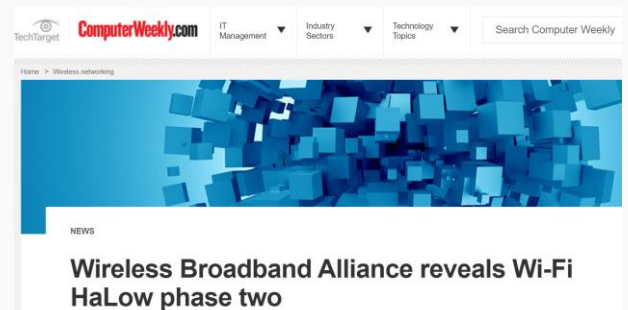 TechTarget
ComputerWeekly.com
IT
Management
Industry
Sectors
Technology
Topics
Search Computer Weekly
Home > Wireless networking
NEWS
Wireless Broadband Alliance reveals Wi-Fi
HaLow phase two